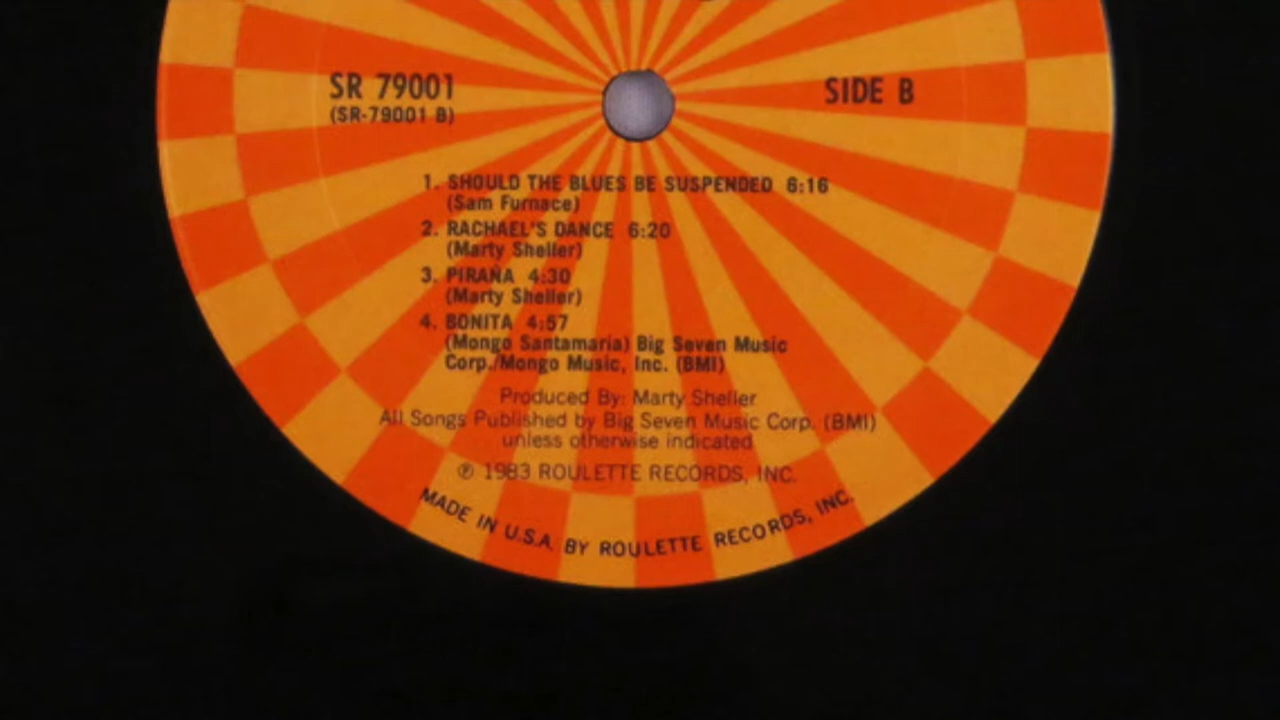 SR 79001
(SR-79001 B)
SIDE B
1. SHOULD THE BLUES BE SUSPENDED 6:16
(Sam Furnace)
2. RACHAEL'S DANCE 6:20
(Marty Sheller)
3. PIRAÑA 4:30
(Marty Sheller)
4. BONITA 4:57
(Mongo Santamaria) Big Seven Music
Corp./Mongo Music, Inc. (BMI)
Produced By: Marty Sheller
All Songs Published by Big Seven Music Corp. (BMI)
unless otherwise indicated
℗ 1983 ROULETTE RECORDS, INC.
MADE IN U.S.A. BY ROULETTE RECORDS, INC.